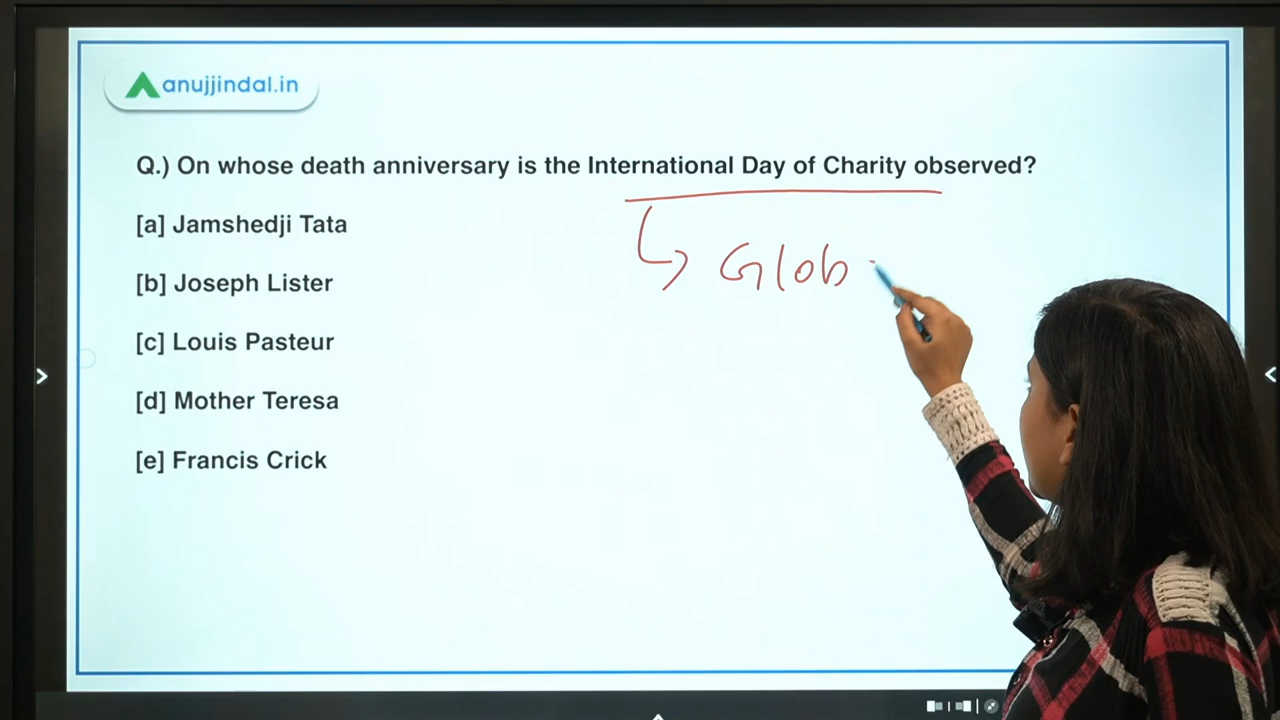 anujjindal.in
Q.) On whose death anniversary is the International Day of Charity observed?
[a] Jamshedji Tata
Glob
[b] Joseph Lister
[c] Louis Pasteur
[d] Mother Teresa
[e] Francis Crick